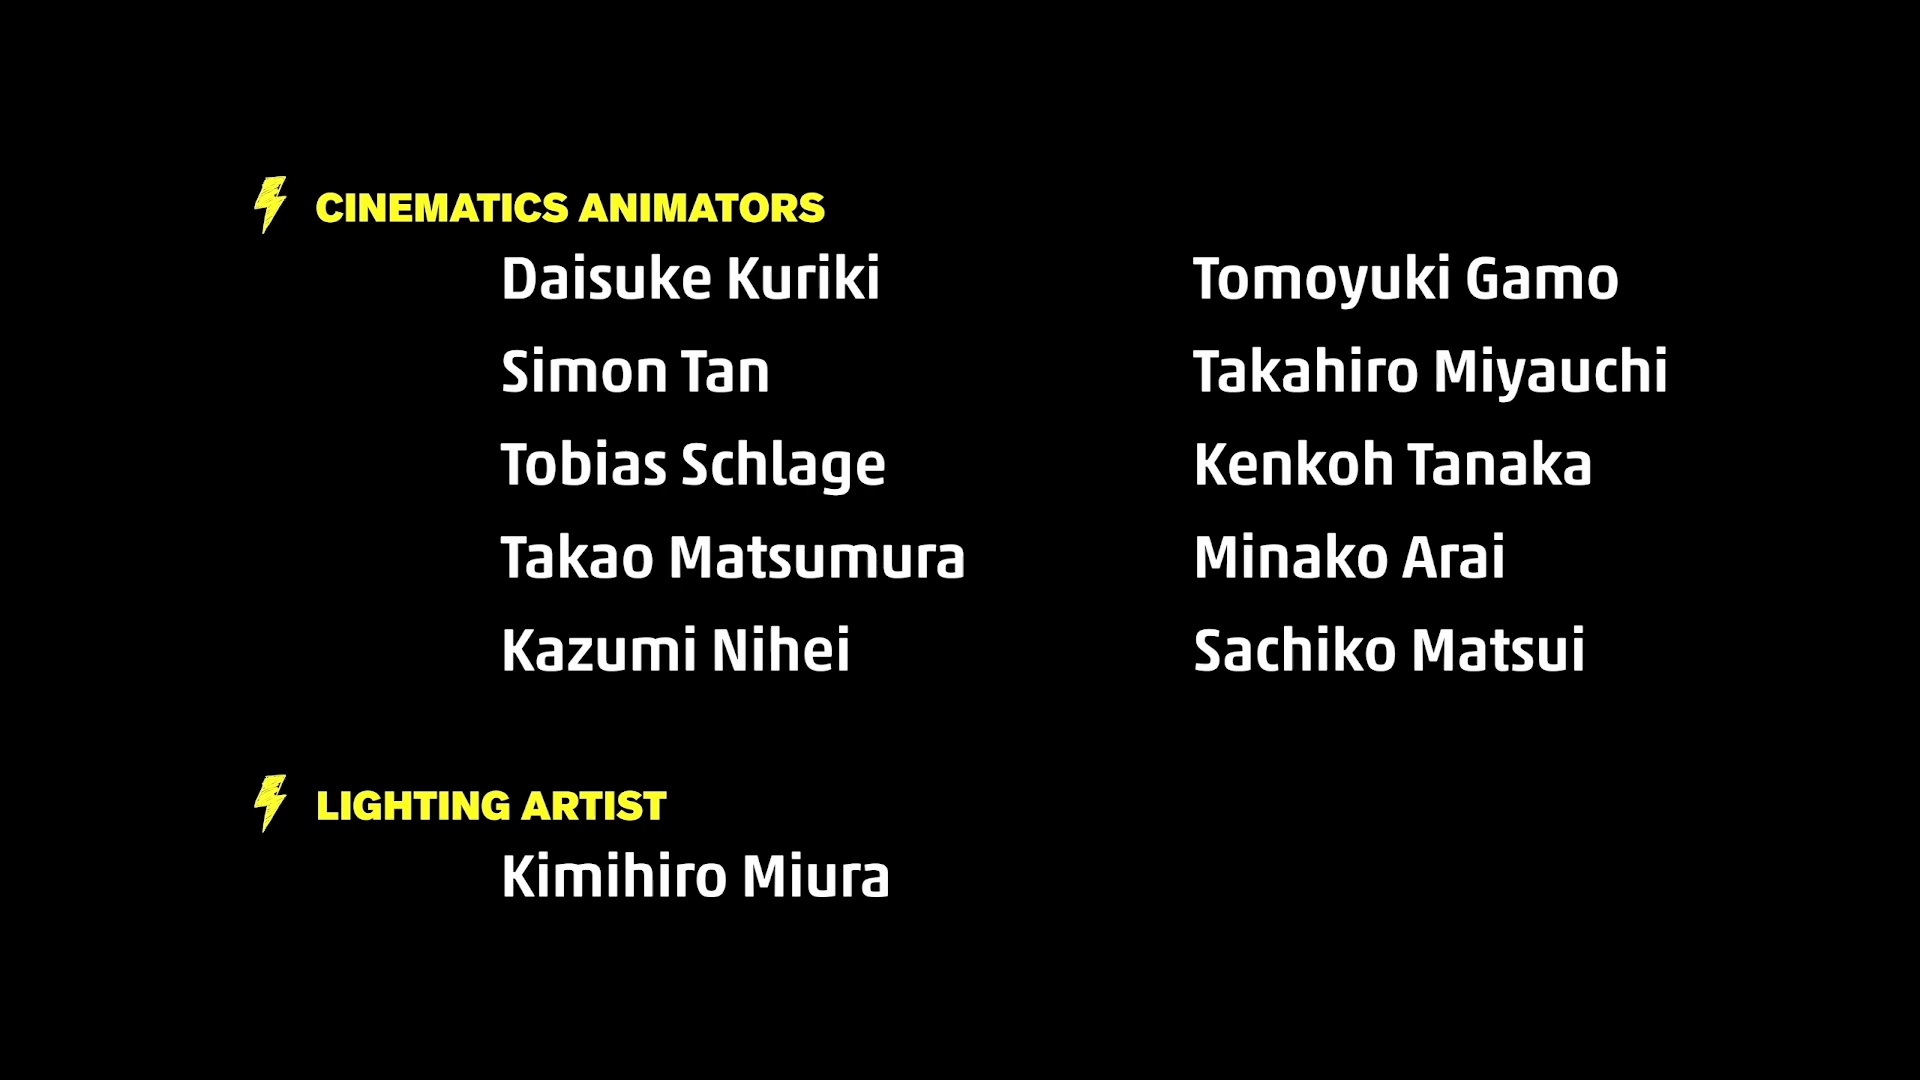 CINEMATICS ANIMATORS
Daisuke Kuriki Tomoyuki Gamo
Simon Tan Takahiro Miyauchi
Tobias Schlage Kenkoh Tanaka
Takao Matsumura Minako Arai
Kazumi Nihei Sachiko Matsui
LIGHTING ARTIST
Kimihiro Miura